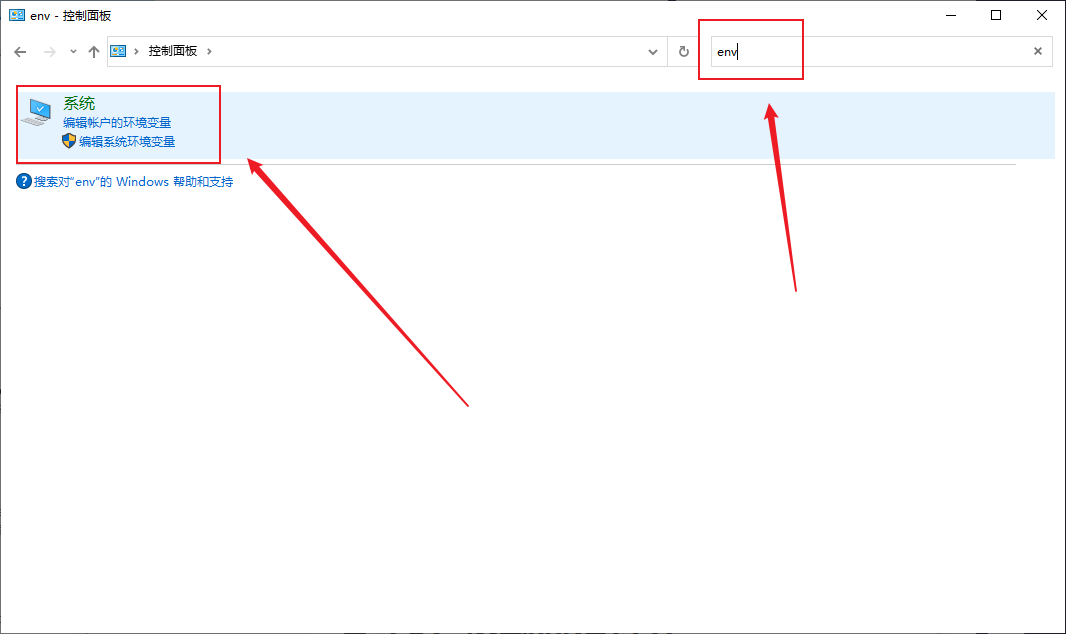 env - 控制面板
控制面板
env
系统
编辑帐户的环境变量
编辑系统环境变量
搜索对"env"的 Windows 帮助和支持